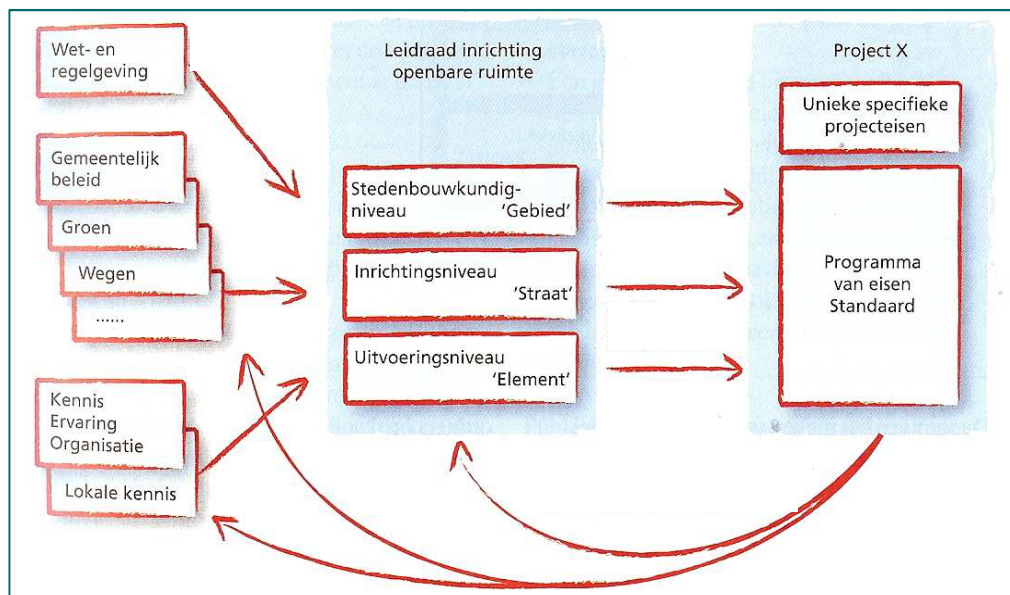 Wet- en
regelgeving
Gemeentelijk
beleid
Groen
Wegen
......
Kennis
Ervaring
Organisatie
Lokale kennis
Leidraad inrichting
openbare ruimte
Stedenbouwkundig-
niveau 'Gebied'
Inrichtingsniveau
'Straat'
Uitvoeringsniveau
'Element'
Project X
Unieke specifieke
projecteisen
Programma
van eisen
Standaard